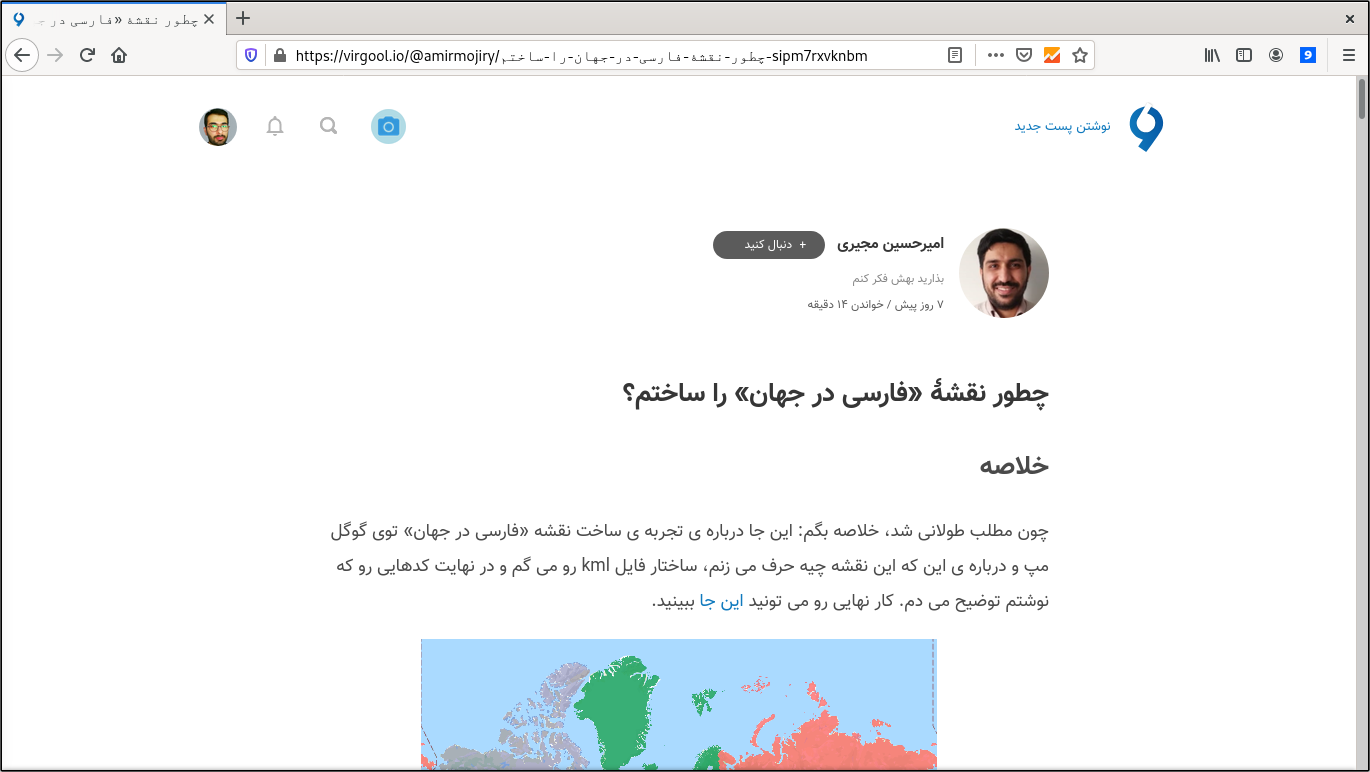 چطور نقشهٔ «فارسی در جـ
https://virgool.io/@amirmojiry/چطور-نقشهٔ-فارسی-در-جهان-را-ساختم-sipm7rxvknbm
9
نوشتن پست جدید
امیرحسین مجیری
+ دنبال کنید
بذارید بهش فکر کنم
۷ روز پیش / خواندن ۱۴ دقیقه
چطور نقشهٔ «فارسی در جهان» را ساختم؟
خلاصه
چون مطلب طولانی شد، خلاصه بگم: این جا درباره ی تجربه ی ساخت نقشه «فارسی در جهان» توی گوگل
مپ و درباره ی این که این نقشه چیه حرف می زنم، ساختار فایل kml رو می گم و در نهایت کدهایی رو که
نوشتم توضیح می دم. کار نهایی رو می تونید این جا ببینید.